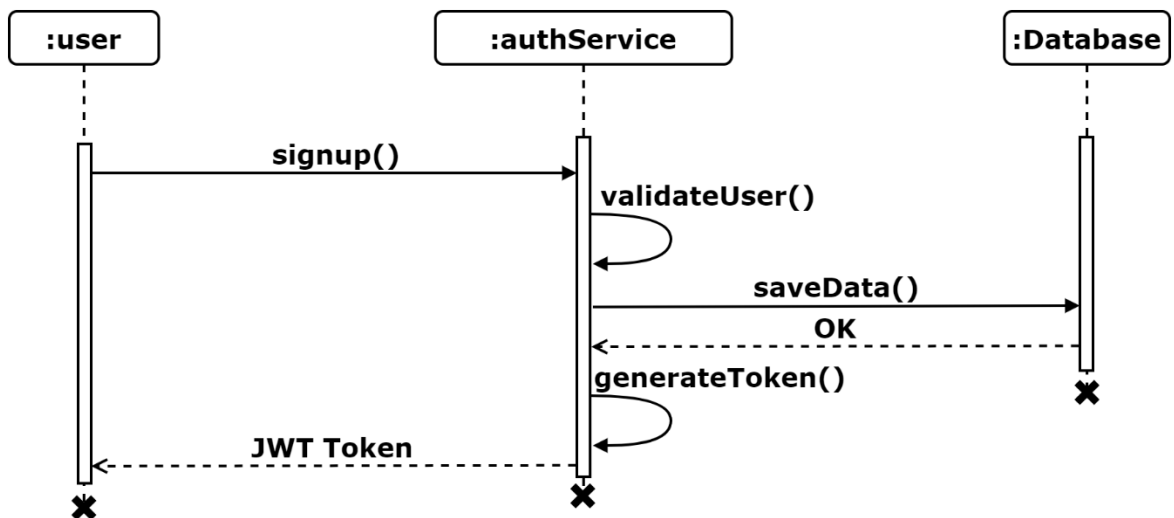 :user
:authService
:Database
signup()
validateUser()
saveData()
OK
generateToken()
JWT Token